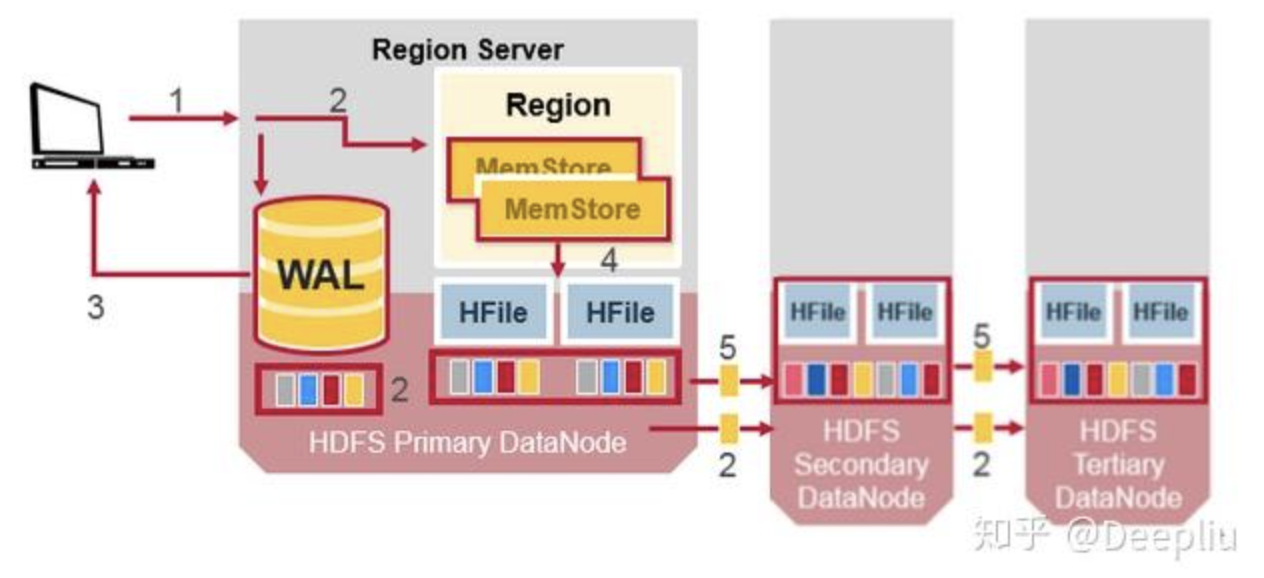 Region Server
1
2
Region
MemStore
MemStore
WAL
3
4
HFile
HFile
HFile
HFile
HFile
HFile
2
5
5
HDFS Primary DataNode
2
2
HDFS
Secondary
DataNode
HDFS
Tertiary
DataNode
知乎 @Deepliu